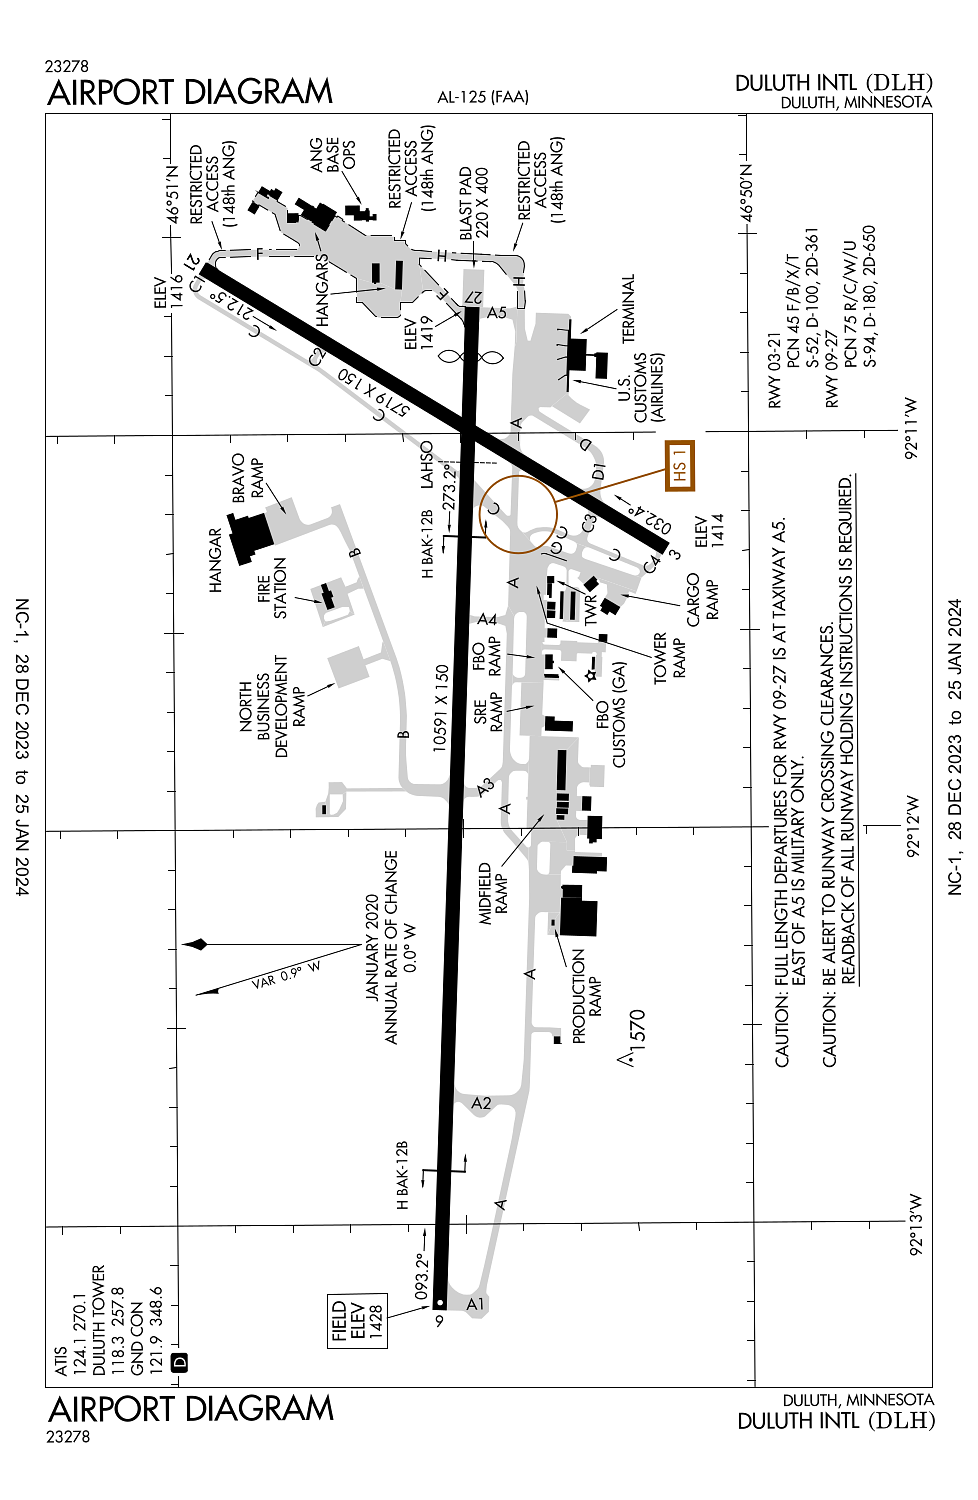 23278
AIRPORT DIAGRAM
AL-125 (FAA)
DULUTH INTL (DLH)
DULUTH, MINNESOTA
46°51'N
46°50'N
RESTRICTED
ACCESS
(148th ANG)
ANG
BASE
OPS
RESTRICTED
ACCESS
(148th ANG)
BLAST PAD
220 X 400
RESTRICTED
ACCESS
(148th ANG)
ELEV
1416
21
F
H
H
HANGARS
E
27
ELEV
1419
A5
TERMINAL
U.S.
CUSTOMS
(AIRLINES)
RWY 03-21
PCN 45 F/B/X/T
S-52, D-100, 2D-361
RWY 09-27
PCN 75 R/C/W/U
S-94, D-180, 2D-650
C1
212.5°
C
C2
5719 X 150
C
A
D
D1
92°11'W
HS 1
LAHSO
273.2°
C
H BAK-12B
BRAVO
RAMP
HANGAR
FIRE
STATION
B
C3
C
G
C
C4
032.4°
3
ELEV
1414
A
A4
TWR
CARGO
RAMP
TOWER
RAMP
FBO
RAMP
SRE
RAMP
FBO
CUSTOMS (GA)
NORTH
BUSINESS
DEVELOPMENT
RAMP
B
10591 X 150
A3
A
92°12'W
MIDFIELD
RAMP
PRODUCTION
RAMP
A
1570
JANUARY 2020
ANNUAL RATE OF CHANGE
0.0° W
VAR 0.9° W
CAUTION: FULL LENGTH DEPARTURES FOR RWY 09-27 IS AT TAXIWAY A5.
EAST OF A5 IS MILITARY ONLY.
CAUTION: BE ALERT TO RUNWAY CROSSING CLEARANCES.
READBACK OF ALL RUNWAY HOLDING INSTRUCTIONS IS REQUIRED.
A2
H BAK-12B
A
093.2°
92°13'W
9
A1
FIELD
ELEV
1428
ATIS
124.1 270.1
DULUTH TOWER
118.3 257.8
GND CON
121.9 348.6
D
NC-1, 28 DEC 2023 to 25 JAN 2024
NC-1, 28 DEC 2023 to 25 JAN 2024
AIRPORT DIAGRAM
23278
DULUTH, MINNESOTA
DULUTH INTL (DLH)